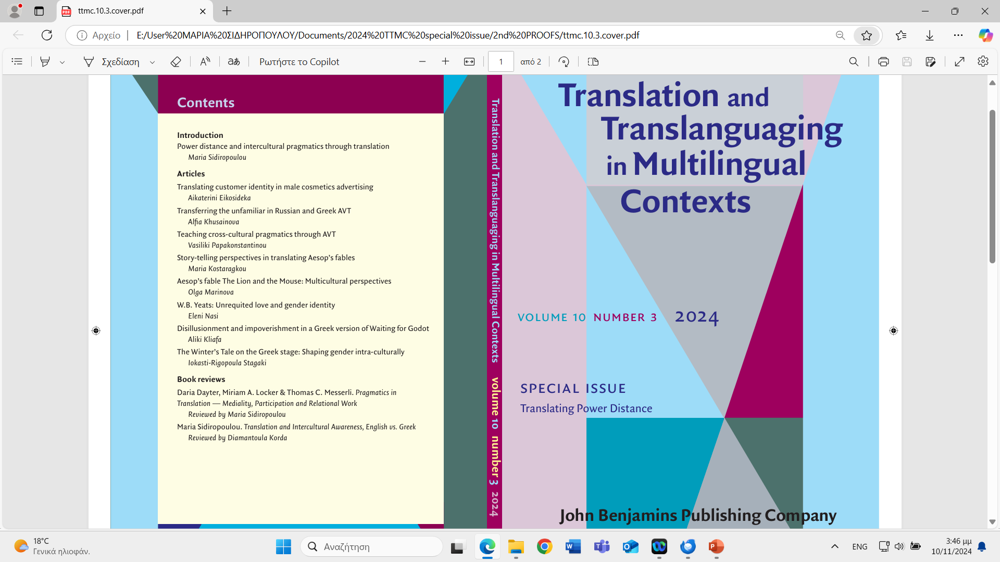 ttmc.10.3.cover.pdf
Αρχείο
E:/User%20ΜΑΡΙΑ%20ΣΙΔΗΡΟΠΟΥΛΟΥ/Documents/2024%20TTMC%20special%20issue/2nd%20PROOFS/ttmc.10.3.cover.pdf
Σχεδίαση
Ρωτήστε το Copilot
1 από 2
Contents
Introduction
Power distance and intercultural pragmatics through translation
Maria Sidiropoulou
Articles
Translating customer identity in male cosmetics advertising
Aikaterini Eikosideka
Transferring the unfamiliar in Russian and Greek AVT
Alfia Khusainova
Teaching cross-cultural pragmatics through AVT
Vasiliki Papakonstantinou
Story-telling perspectives in translating Aesop’s fables
Maria Kostaragkou
Aesop’s fable The Lion and the Mouse: Multicultural perspectives
Olga Marinova
W.B. Yeats: Unrequited love and gender identity
Eleni Nasi
Disillusionment and impoverishment in a Greek version of Waiting for Godot
Aliki Kliafa
The Winter’s Tale on the Greek stage: Shaping gender intra-culturally
Iokasti-Rigopoula Stagaki
Book reviews
Daria Dayter, Miriam A. Locker & Thomas C. Messerli. Pragmatics in
Translation — Mediality, Participation and Relational Work
Reviewed by Maria Sidiropoulou
Maria Sidiropoulou. Translation and Intercultural Awareness, English vs. Greek
Reviewed by Diamantoula Korda
Translation and Translanguaging in Multilingual Contexts volume 10 number 3 2024
Translation and
Translanguaging
in Multilingual
Contexts
VOLUME 10 NUMBER 3 2024
SPECIAL ISSUE
Translating Power Distance
John Benjamins Publishing Company
18°C
Γενικά ηλιοφάν.
Αναζήτηση
ENG
3:46 μμ
10/11/2024